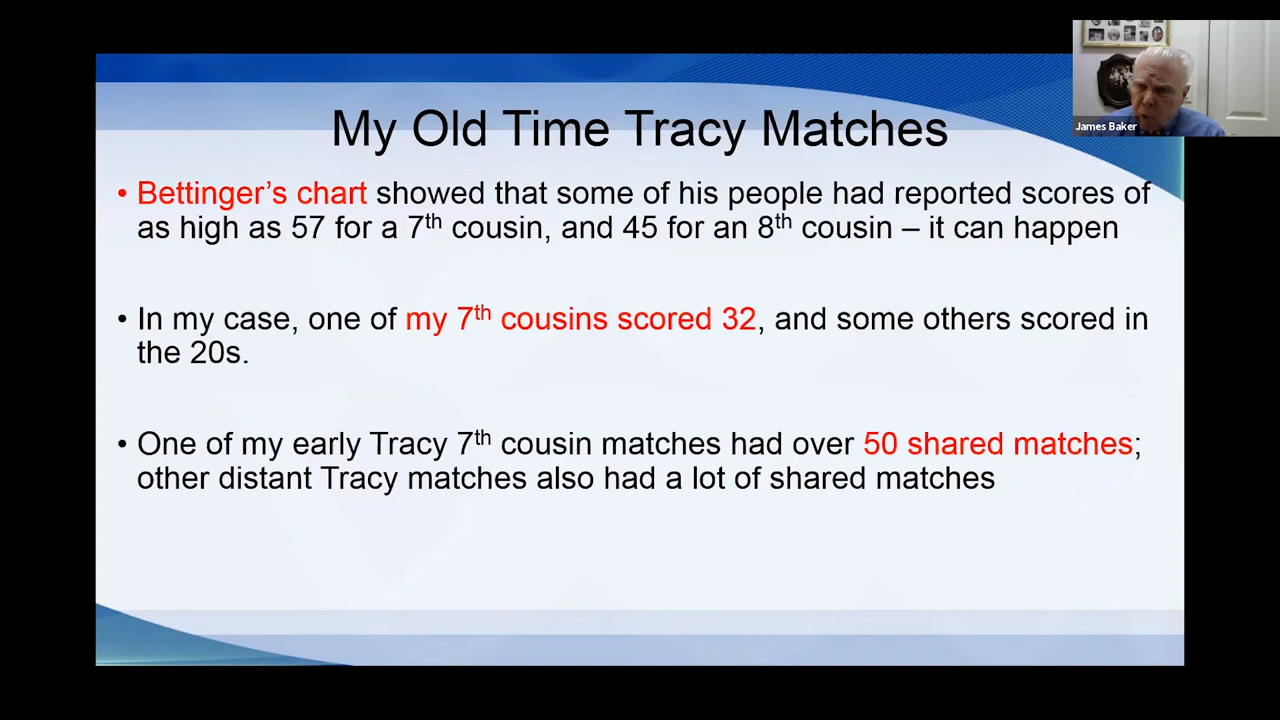 My Old Time Tracy Matches
James Baker
• Bettinger’s chart showed that some of his people had reported scores of
as high as 57 for a 7th cousin, and 45 for an 8th cousin – it can happen
• In my case, one of my 7th cousins scored 32, and some others scored in
the 20s.
• One of my early Tracy 7th cousin matches had over 50 shared matches;
other distant Tracy matches also had a lot of shared matches